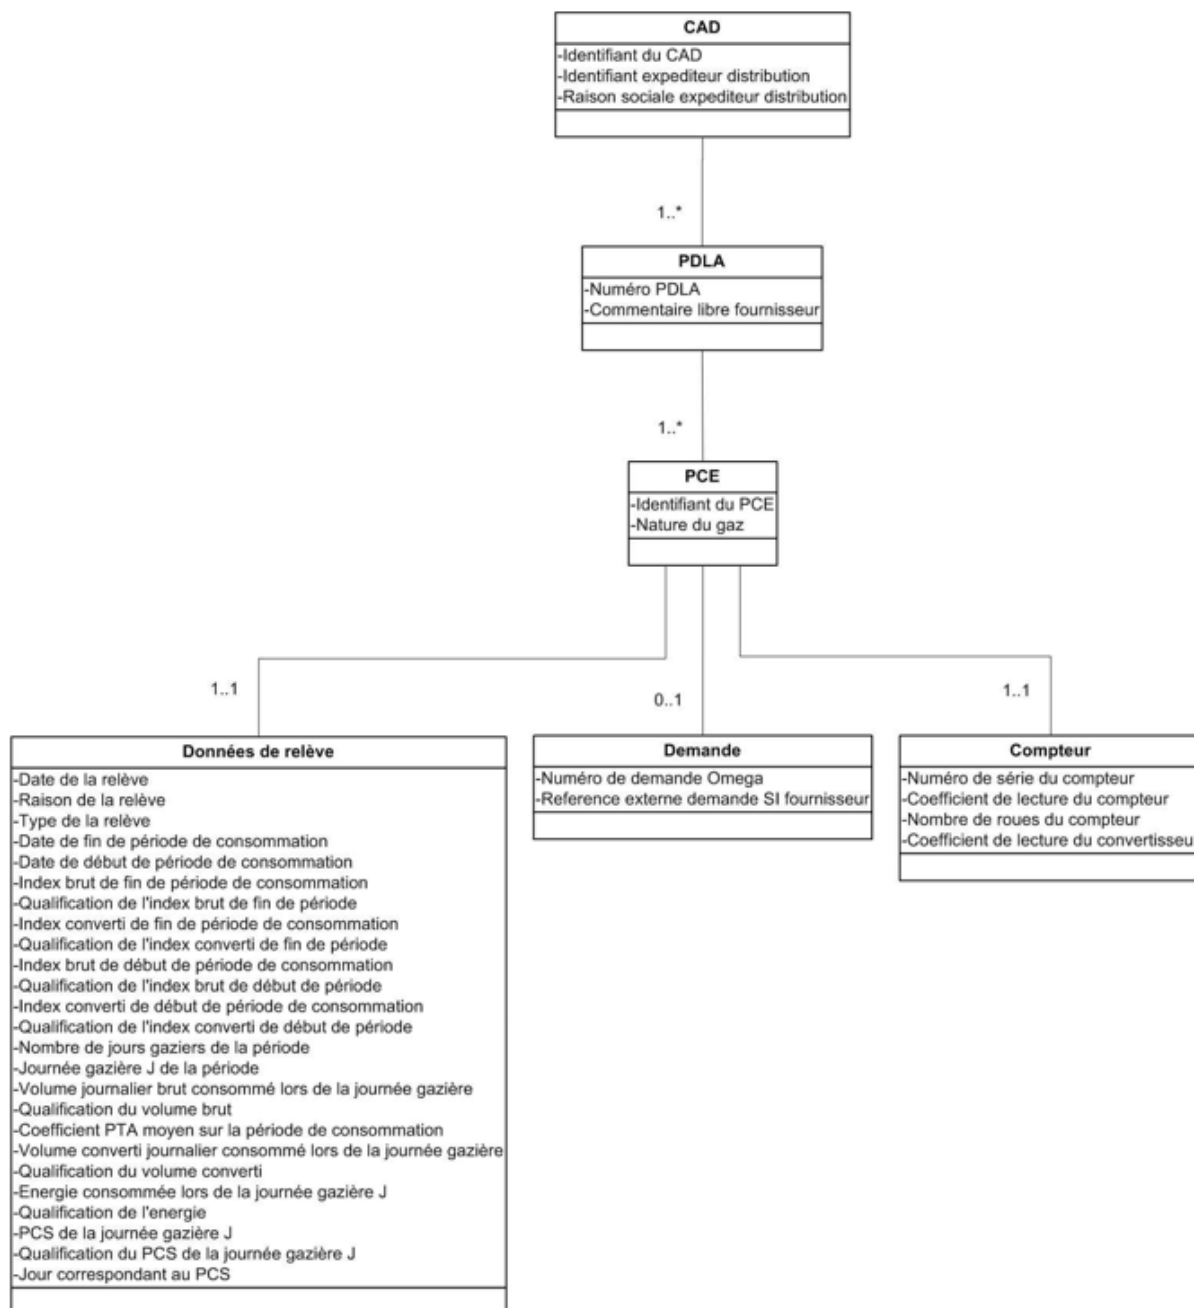 CAD
-Identifiant du CAD
-Identifiant expediteur distribution
-Raison sociale expediteur distribution
1..*
PDLA
-Numéro PDLA
-Commentaire libre fournisseur
1..*
PCE
-Identifiant du PCE
-Nature du gaz
1..1
0..1
1..1
Données de relève
-Date de la relève
-Raison de la relève
-Type de la relève
-Date de fin de période de consommation
-Date de début de période de consommation
-Index brut de fin de période de consommation
-Qualification de l'index brut de fin de période
-Index converti de fin de période de consommation
-Qualification de l'index converti de fin de période
-Index brut de début de période de consommation
-Qualification de l'index brut de début de période
-Index converti de début de période de consommation
-Qualification de l'index converti de début de période
-Nombre de jours gaziers de la période
-Journée gazière J de la période
-Volume journalier brut consommé lors de la journée gazière
-Qualification du volume brut
-Coefficient PTA moyen sur la période de consommation
-Volume converti journalier consommé lors de la journée gazière
-Qualification du volume converti
-Energie consommée lors de la journée gazière J
-Qualification de l'energie
-PCS de la journée gazière J
-Qualification du PCS de la journée gazière J
-Jour correspondant au PCS
Demande
-Numéro de demande Omega
-Reference externe demande SI fournisseur
Compteur
-Numéro de série du compteur
-Coefficient de lecture du compteur
-Nombre de roues du compteur
-Coefficient de lecture du convertisseur